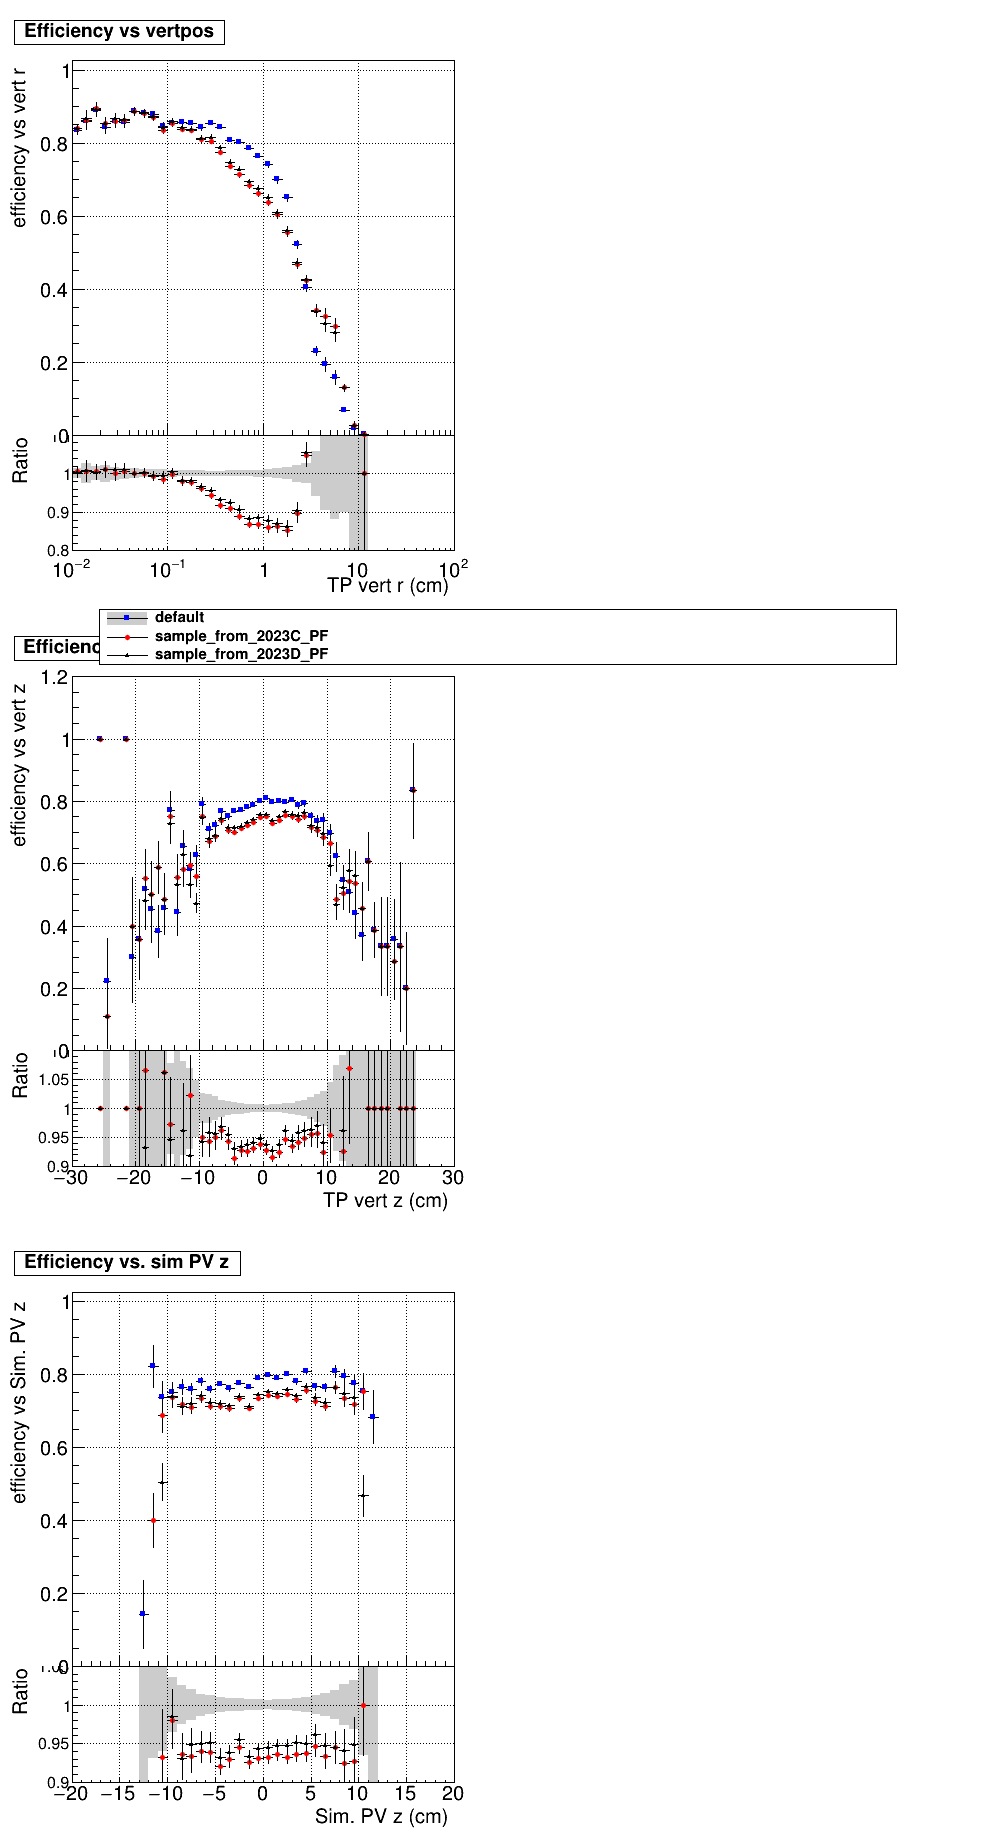 Efficiency vs vertpos
efficiency vs vert r
1
0.8
0.6
0.4
0.2
0
Ratio
1
0.9
0.8
10⁻² 10⁻¹ 1 10 10²
TP vert r (cm)
default
sample_from_2023C_PF
sample_from_2023D_PF
Efficienc
efficiency vs vert z
1.2
1
0.8
0.6
0.4
0.2
0
Ratio
1.05
1
0.95
0.9
−30 −20 −10 0 10 20 30
TP vert z (cm)
Efficiency vs. sim PV z
efficiency vs Sim. PV z
1
0.8
0.6
0.4
0.2
0
Ratio
1
0.95
0.9
−20 −15 −10 −5 0 5 10 15 20
Sim. PV z (cm)